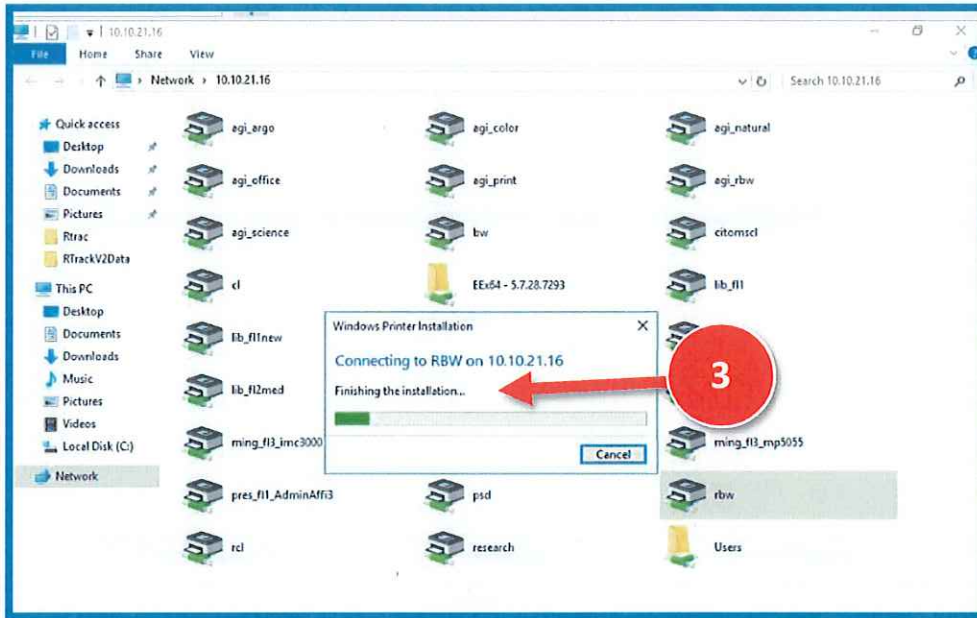 10.10.21.16
File Home Share View
Network > 10.10.21.16
Search 10.10.21.16
Quick access
Desktop
Downloads
Documents
Pictures
Rtrac
RTrackV2Data
This PC
Desktop
Documents
Downloads
Music
Pictures
Videos
Local Disk (C:)
Network
agi_argo agi_color agi_natural
agi_office agi_print agi_rbw
agi_science bw citomscl
cl EEx64 - 5.7.28.7293 lib_fl1
lib_fl1new
lib_fl2med
ming_fl3_imc3000 ming_fl3_mp5055
pres_fl1_AdminAffi3 psd rbw
rcl research Users
Windows Printer Installation
Connecting to RBW on 10.10.21.16
Finishing the installation...
Cancel
3